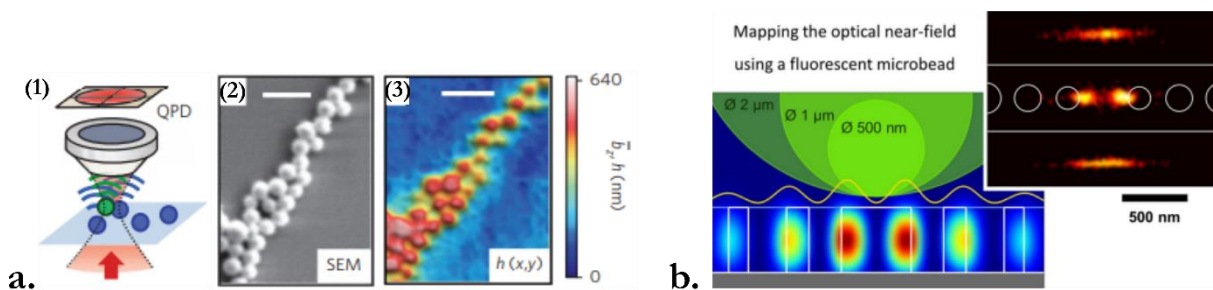 a.
(1)
QPD
(2)
SEM
(3)
h (x,y)
640
b̄z, h (nm)
0
b.
Mapping the optical near-field
using a fluorescent microbead
Ø 2 µm
Ø 1 µm
Ø 500 nm
500 nm